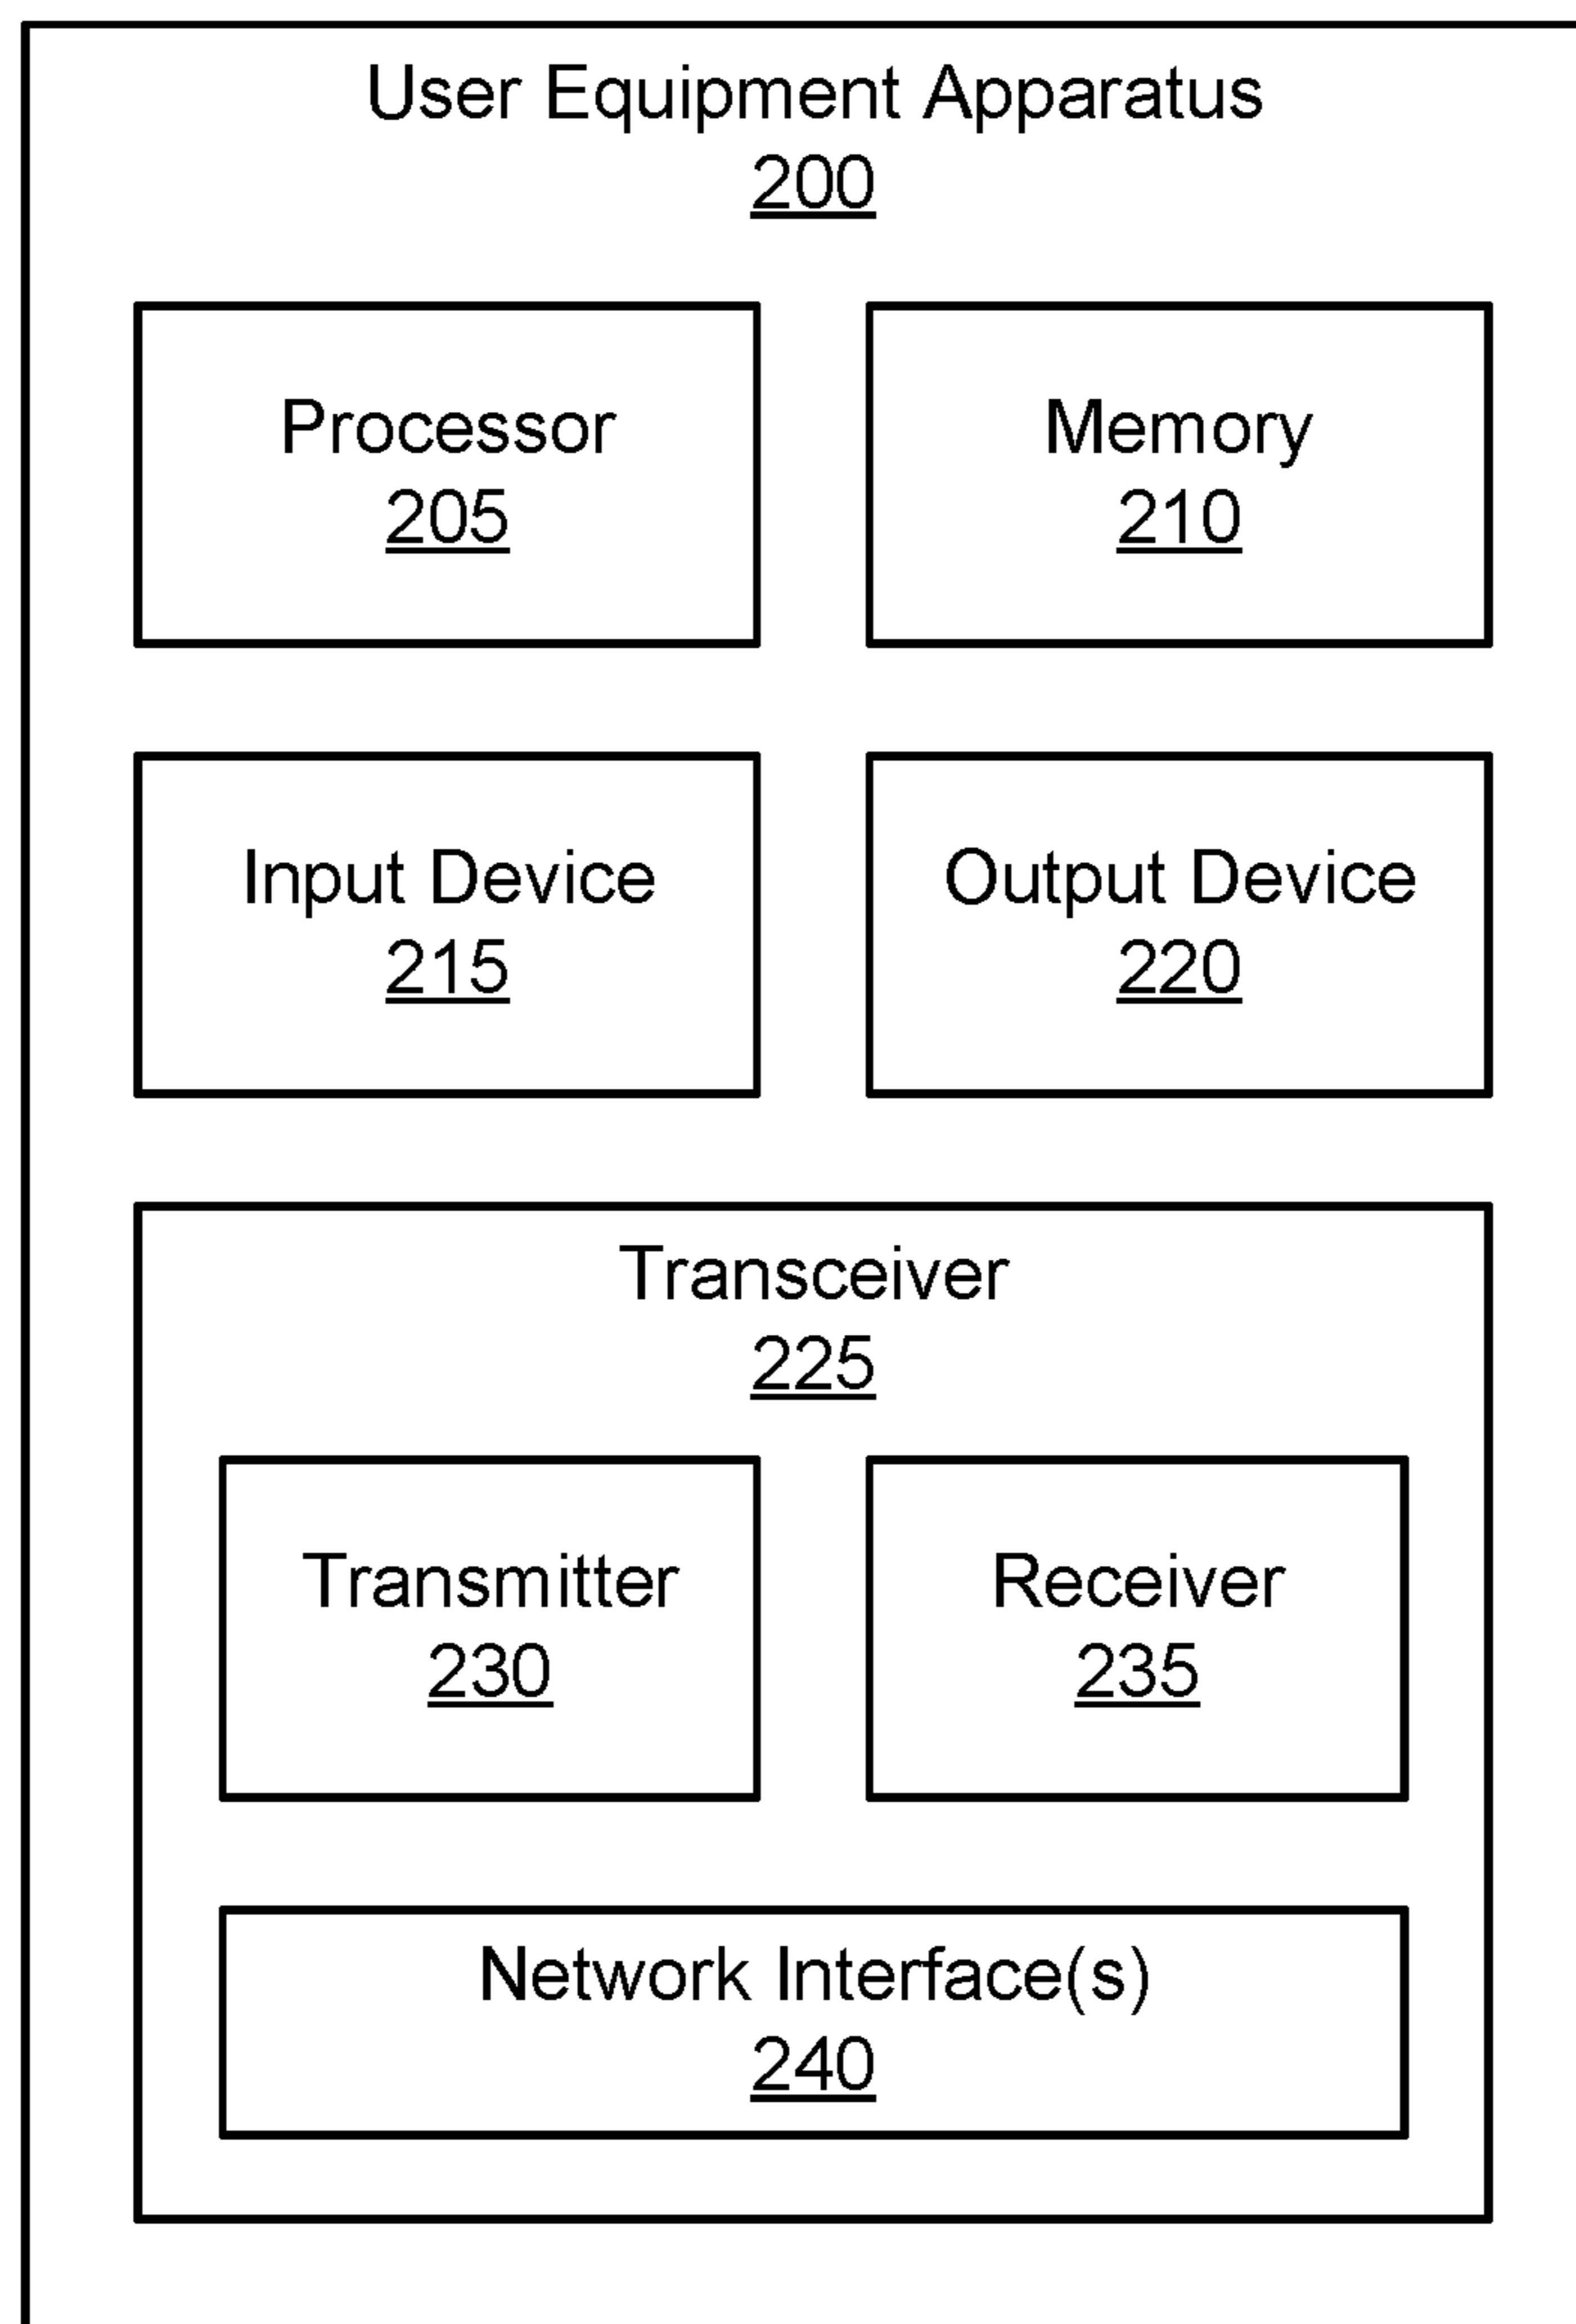 User Equipment Apparatus
200
Processor
205
Memory
210
Input Device
215
Output Device
220
Transceiver
225
Transmitter
230
Receiver
235
Network Interface(s)
240